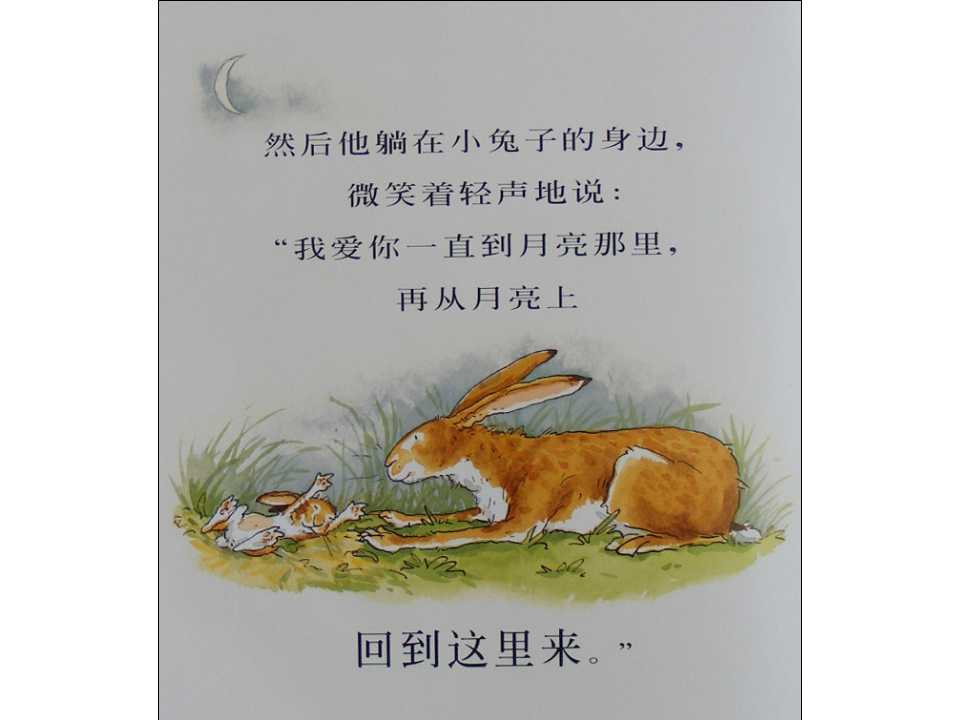 然后他躺在小兔子的身边，
微笑着轻声地说：
“我爱你一直到月亮那里，
再从月亮上
回到这里来。”